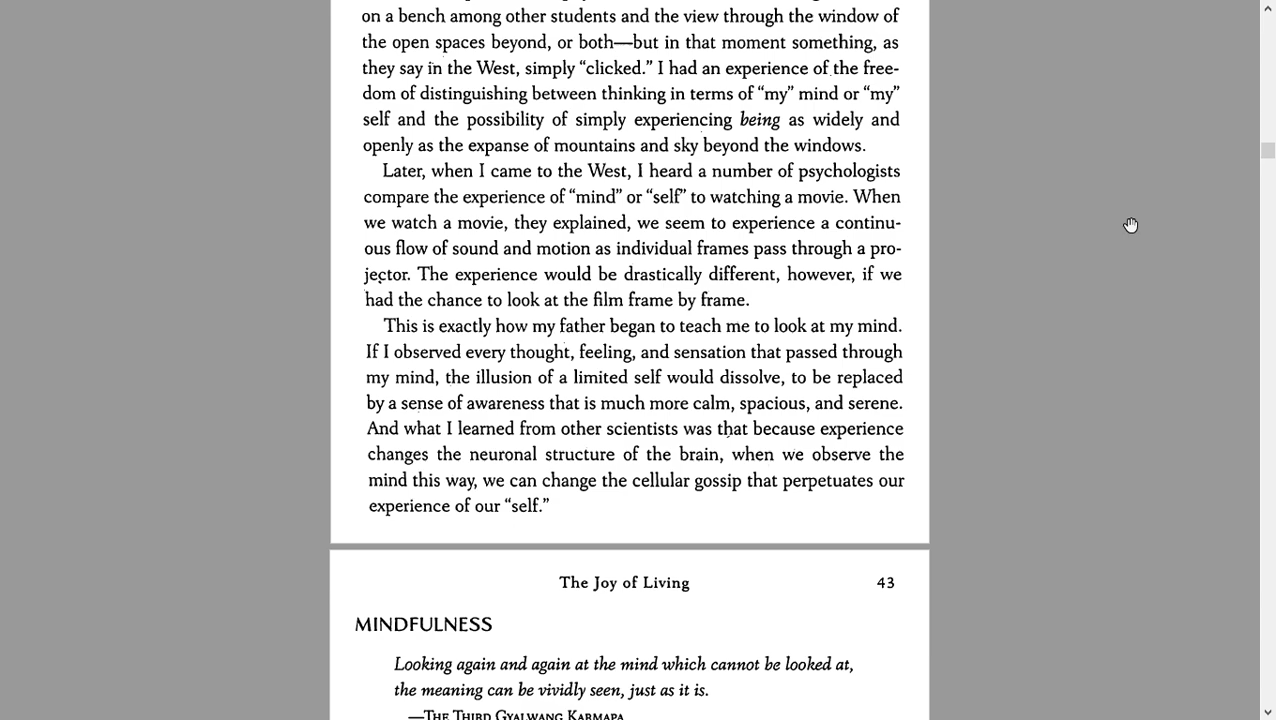 on a bench among other students and the view through the window of
the open spaces beyond, or both—but in that moment something, as
they say in the West, simply “clicked.” I had an experience of the free-
dom of distinguishing between thinking in terms of “my” mind or “my”
self and the possibility of simply experiencing being as widely and
openly as the expanse of mountains and sky beyond the windows.
Later, when I came to the West, I heard a number of psychologists
compare the experience of “mind” or “self” to watching a movie. When
we watch a movie, they explained, we seem to experience a continu-
ous flow of sound and motion as individual frames pass through a pro-
jector. The experience would be drastically different, however, if we
had the chance to look at the film frame by frame.
This is exactly how my father began to teach me to look at my mind.
If I observed every thought, feeling, and sensation that passed through
my mind, the illusion of a limited self would dissolve, to be replaced
by a sense of awareness that is much more calm, spacious, and serene.
And what I learned from other scientists was that because experience
changes the neuronal structure of the brain, when we observe the
mind this way, we can change the cellular gossip that perpetuates our
experience of our “self.”
The Joy of Living 43
MINDFULNESS
Looking again and again at the mind which cannot be looked at,
the meaning can be vividly seen, just as it is.
—THE THIRD GYALWANG KARMAPA